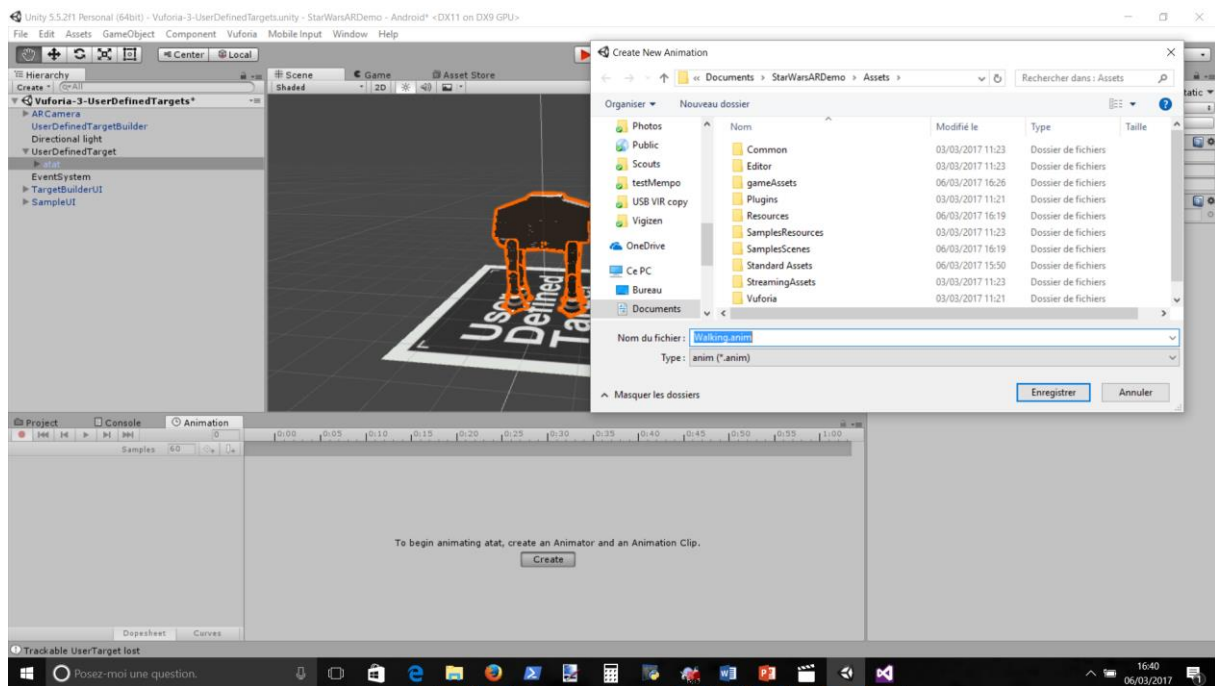 Unity 5.5.2f1 Personal (64bit) - Vuforia-3-UserDefinedTargets.unity - StarWarsARDemo - Android* <DX11 on DX9 GPU>
File Edit Assets GameObject Component Vuforia Mobile Input Window Help
Center Local
Hierarchy
Create
Vuforia-3-UserDefinedTargets*
ARCamera
UserDefinedTargetBuilder
Directional light
UserDefinedTarget
atat
EventSystem
TargetBuilderUI
SampleUI
Scene Game Asset Store
Shaded 2D
User
Defined
Create New Animation
« Documents > StarWarsARDemo > Assets >
Rechercher dans : Assets
Organiser Nouveau dossier
Photos
Public
Scouts
testMempo
USB VIR copy
Vigizen
OneDrive
Ce PC
Bureau
Documents
Nom Modifié le Type Taille
Common 03/03/2017 11:23 Dossier de fichiers
Editor 03/03/2017 11:23 Dossier de fichiers
gameAssets 06/03/2017 16:26 Dossier de fichiers
Plugins 03/03/2017 11:21 Dossier de fichiers
Resources 06/03/2017 16:19 Dossier de fichiers
SamplesResources 03/03/2017 11:23 Dossier de fichiers
SamplesScenes 06/03/2017 16:19 Dossier de fichiers
Standard Assets 06/03/2017 15:50 Dossier de fichiers
StreamingAssets 03/03/2017 11:23 Dossier de fichiers
Vuforia 03/03/2017 11:21 Dossier de fichiers
Nom du fichier : Walking.anim
Type : anim (*.anim)
Masquer les dossiers
Enregistrer Annuler
tatic
Project Console Animation
0
Samples 60
0:00 0:05 0:10 0:15 0:20 0:25 0:30 0:35 0:40 0:45 0:50 0:55 1:00
To begin animating atat, create an Animator and an Animation Clip.
Create
Dopesheet Curves
Trackable UserTarget lost
Posez-moi une question.
16:40
06/03/2017